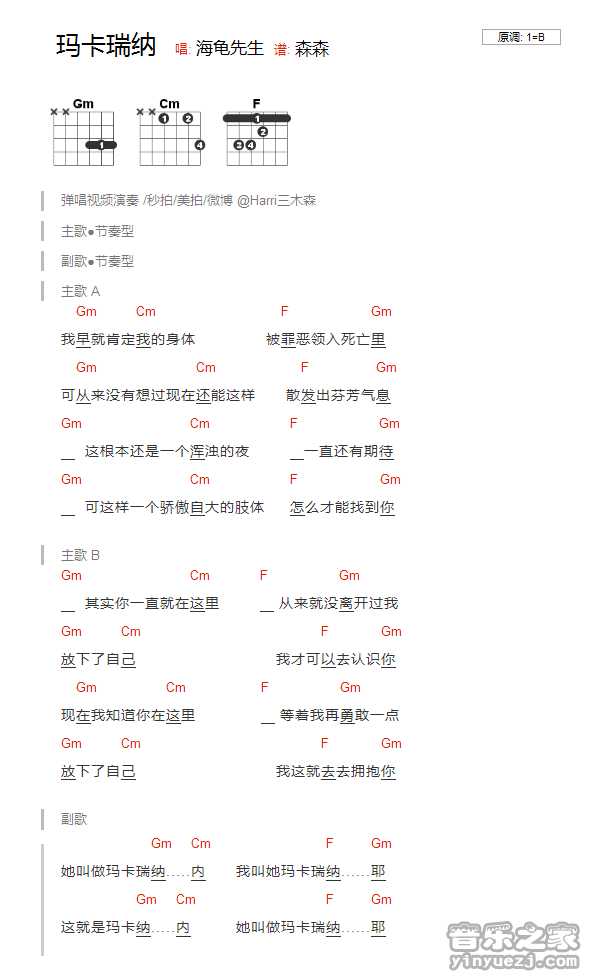 玛卡瑞纳 唱: 海龟先生 谱: 森森
原调: 1=B
Gm Cm F
1 1 2 4 1 2 3 4
弹唱视频演奏 /秒拍/美拍/微博 @Harri三木森
主歌●节奏型
副歌●节奏型
主歌 A
Gm Cm F Gm
我早就肯定我的身体 被罪恶领入死亡里
Gm Cm F Gm
可从来没有想过现在还能这样 散发出芬芳气息
Gm Cm F Gm
__ 这根本还是一个浑浊的夜 __一直还有期待
Gm Cm F Gm
__ 可这样一个骄傲自大的肢体 怎么才能找到你
主歌 B
Gm Cm F Gm
__ 其实你一直就在这里 __ 从来就没离开过我
Gm Cm F Gm
放下了自己 我才可以去认识你
Gm Cm F Gm
现在我知道你在这里 __ 等着我再勇敢一点
Gm Cm F Gm
放下了自己 我这就去去拥抱你
副歌
Gm Cm F Gm
她叫做玛卡瑞纳.....内 我叫她玛卡瑞纳......耶
Gm Cm F Gm
这就是玛卡纳.....内 她叫做玛卡瑞纳......耶
音乐之家
yinyuezj.com